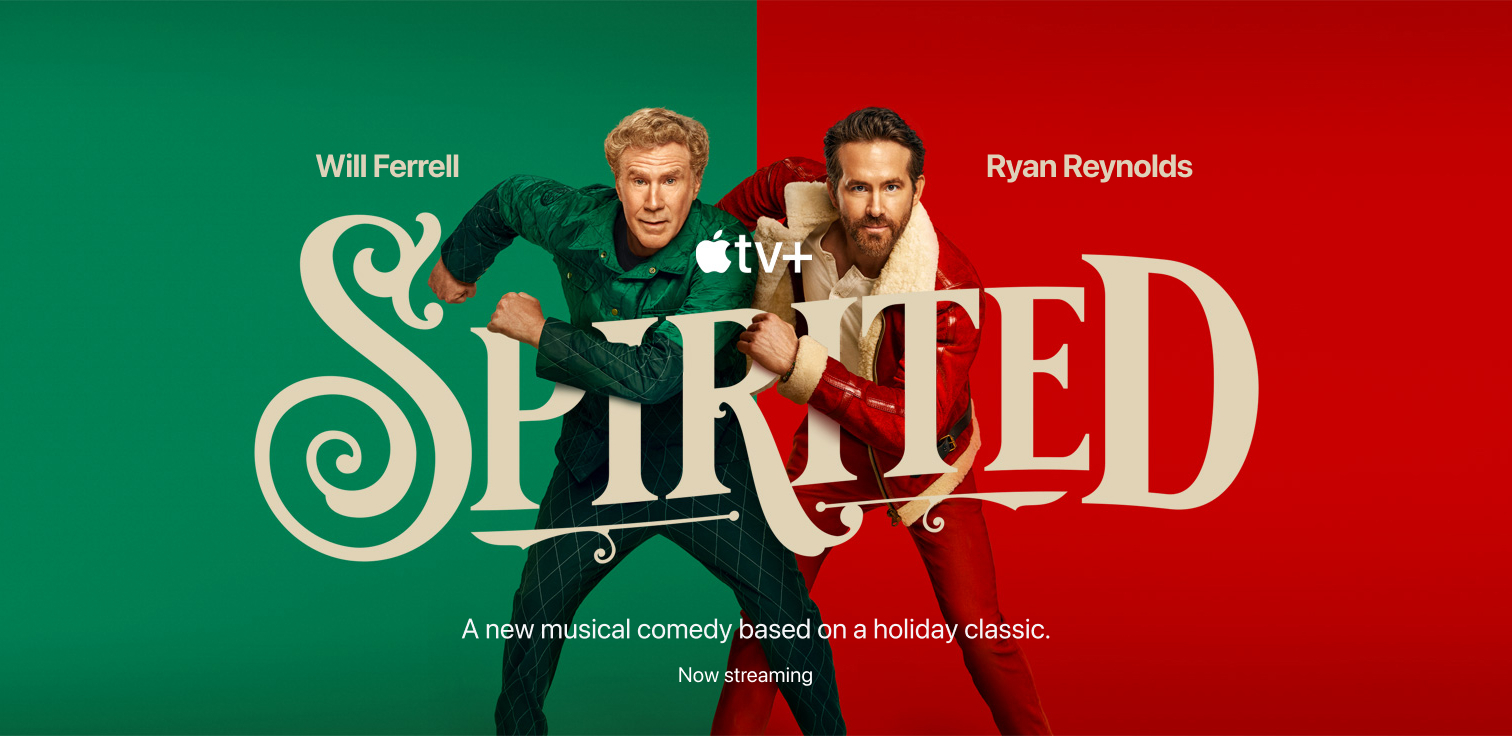 Will Ferrell
Ryan Reynolds
tv+
SPIRITED
A new musical comedy based on a holiday classic.
Now streaming